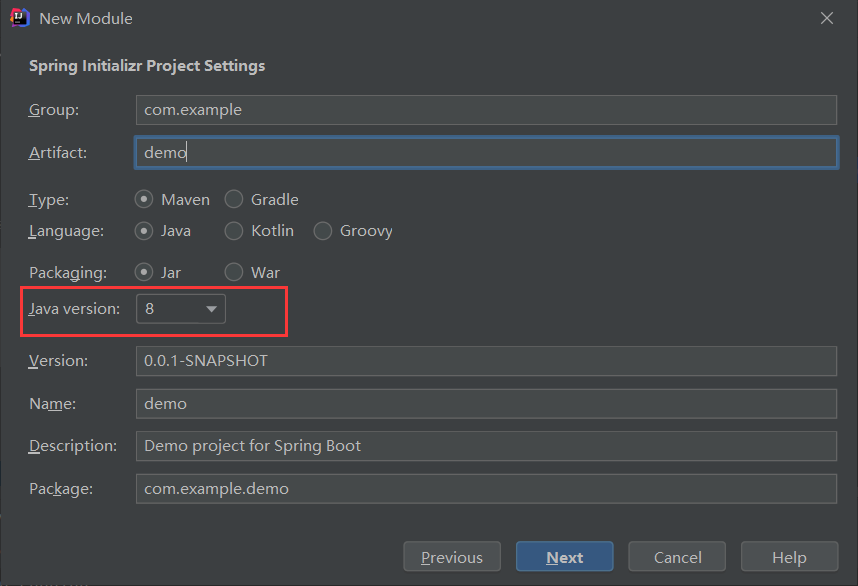 New Module
Spring Initializr Project Settings
Group: com.example
Artifact: demo
Type: Maven Gradle
Language: Java Kotlin Groovy
Packaging: Jar War
Java version: 8
Version: 0.0.1-SNAPSHOT
Name: demo
Description: Demo project for Spring Boot
Package: com.example.demo
Previous Next Cancel Help